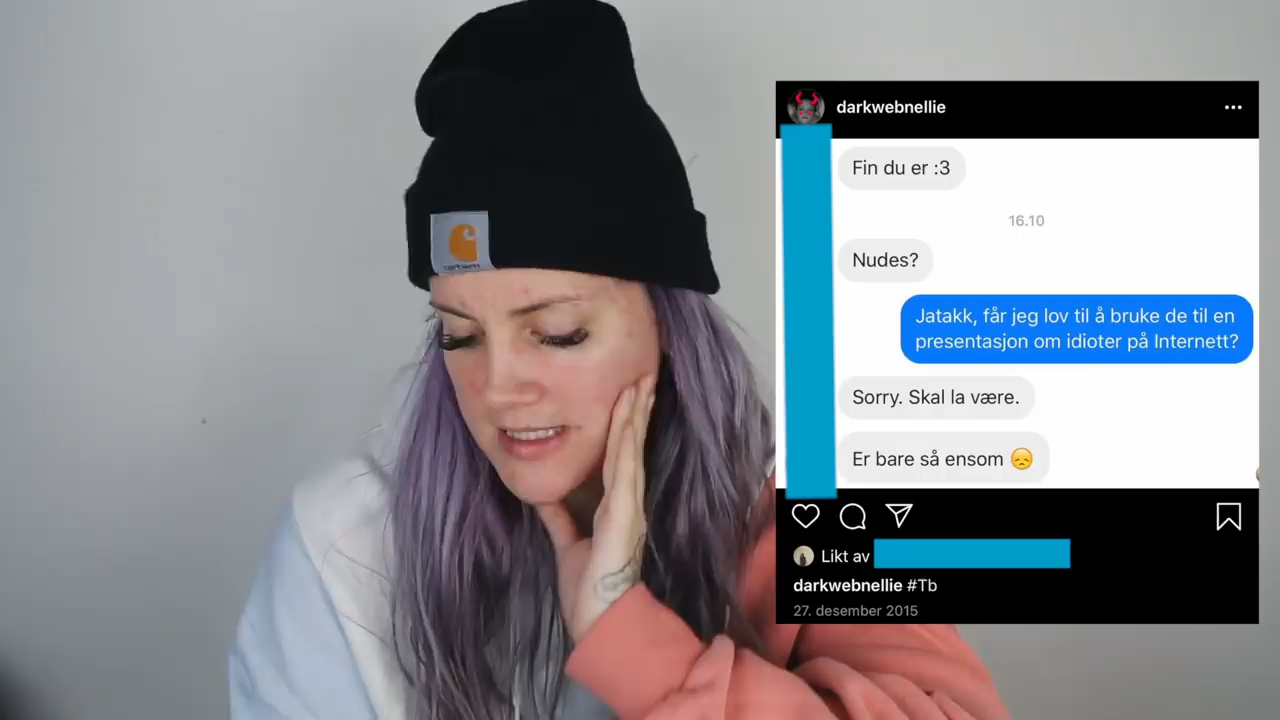 darkwebnellie
Fin du er :3
16.10
Nudes?
Jatakk, får jeg lov til å bruke de til en
presentasjon om idioter på Internett?
Sorry. Skal la være.
Er bare så ensom 😞
Likt av
darkwebnellie #Tb
27. desember 2015